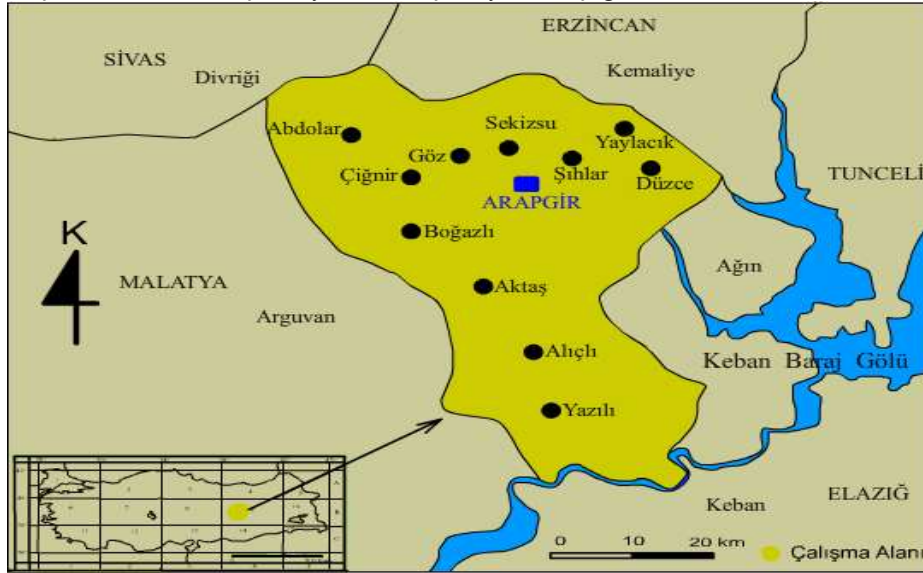 ERZİNCAN
SİVAS
Divriği
Kemaliye
Sekizsu
Abdolar
Yaylacık
Göz
Çiğnir
Şıhlar
Düzce
TUNCELİ
ARAPGİR
K
Boğazlı
Ağın
MALATYA
Aktaş
Arguvan
Alıçlı
Keban Baraj Gölü
Yazılı
Keban
ELAZIĞ
0 10 20 km
Çalışma Alanı